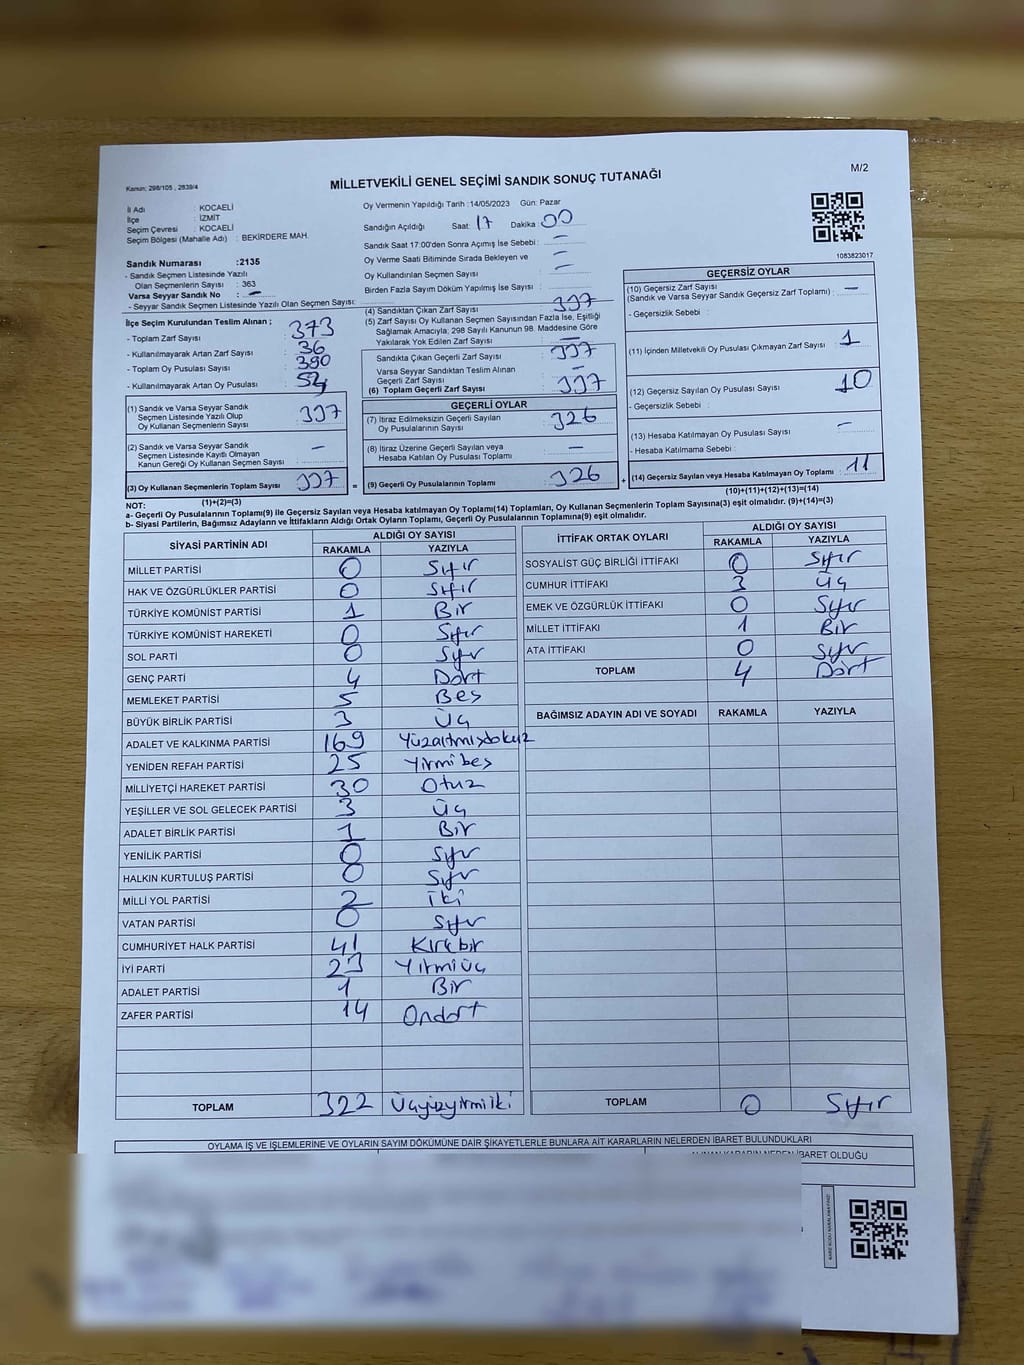 M/2
Kanun; 298/105 , 2839/4
MİLLETVEKİLİ GENEL SEÇİMİ SANDIK SONUÇ TUTANAĞI
İl Adı : KOCAELİ
İlçe : İZMİT
Seçim Çevresi : KOCAELİ
Seçim Bölgesi (Mahalle Adı) : BEKİRDERE MAH.
Sandık Numarası :2135
- Sandık Seçmen Listesinde Yazılı
Olan Seçmenlerin Sayısı : 363
Varsa Seyyar Sandık No : —
- Seyyar Sandık Seçmen Listesinde Yazılı Olan Seçmen Sayısı:
Oy Vermenin Yapıldığı Tarih :14/05/2023 Gün: Pazar
Sandığın Açıldığı Saat: 17 Dakika : 00
Sandık Saat 17:00'den Sonra Açımış İse Sebebi : —
Oy Verme Saati Bitiminde Sırada Bekleyen ve —
Oy Kullandırılan Seçmen Sayısı : —
Birden Fazla Sayım Döküm Yapılmış İse Sayısı :
1083823017
İlçe Seçim Kurulundan Teslim Alınan ;
- Toplam Zarf Sayısı : 373
- Kullanılmayarak Artan Zarf Sayısı : 36
- Toplam Oy Pusulası Sayısı : 390
- Kullanılmayarak Artan Oy Pusulası : 52
(1) Sandık ve Varsa Seyyar Sandık
Seçmen Listesinde Yazılı Olup
Oy Kullanan Seçmenlerin Sayısı : 337
(2) Sandık ve Varsa Seyyar Sandık
Seçmen Listesinde Kayıtlı Olmayan
Kanun Gereği Oy Kullanan Seçmen Sayısı : —
(3) Oy Kullanan Seçmenlerin Toplam Sayısı : 337
(1)+(2)=(3)
(4) Sandıktan Çıkan Zarf Sayısı : 337
(5) Zarf Sayısı Oy Kullanan Seçmen Sayısından Fazla İse, Eşitliği
Sağlamak Amacıyla, 298 Sayılı Kanunun 98. Maddesine Göre
Yakılarak Yok Edilen Zarf Sayısı : —
Sandıkta Çıkan Geçerli Zarf Sayısı : 337
Varsa Seyyar Sandıktan Teslim Alınan
Geçerli Zarf Sayısı : —
(6) Toplam Geçerli Zarf Sayısı : 337
GEÇERLİ OYLAR
(7) İtiraz Edilmeksizin Geçerli Sayılan
Oy Pusulalarının Sayısı : 326
(8) İtiraz Üzerine Geçerli Sayılan veya
Hesaba Katılan Oy Pusulası Toplamı : —
= (9) Geçerli Oy Pusulalarının Toplamı : 326
GEÇERSİZ OYLAR
(10) Geçersiz Zarf Sayısı : —
(Sandık ve Varsa Seyyar Sandık Geçersiz Zarf Toplamı)
- Geçersizlik Sebebi :
(11) İçinden Milletvekili Oy Pusulası Çıkmayan Zarf Sayısı : 1
(12) Geçersiz Sayılan Oy Pusulası Sayısı : 10
- Geçersizlik Sebebi :
(13) Hesaba Katılmayan Oy Pusulası Sayısı : —
- Hesaba Katılmama Sebebi :
+ (14) Geçersiz Sayılan veya Hesaba Katılmayan Oy Toplamı : 11
(10)+(11)+(12)+(13)=(14)
NOT:
a- Geçerli Oy Pusulalarının Toplamı(9) ile Geçersiz Sayılan veya Hesaba katılmayan Oy Toplamı(14) Toplamları, Oy Kullanan Seçmenlerin Toplam Sayısına(3) eşit olmalıdır. (9)+(14)=(3)
b- Siyasi Partilerin, Bağımsız Adayların ve İttifakların Aldığı Ortak Oyların Toplamı, Geçerli Oy Pusulalarının Toplamına(9) eşit olmalıdır.
SİYASİ PARTİNİN ADI ALDIĞI OY SAYISI
RAKAMLA YAZIYLA
MİLLET PARTİSİ 0 Sıfır
HAK VE ÖZGÜRLÜKLER PARTİSİ 0 Sıfır
TÜRKİYE KOMÜNİST PARTİSİ 1 Bir
TÜRKİYE KOMÜNİST HAREKETİ 0 Sıfır
SOL PARTİ 0 Sıfır
GENÇ PARTİ 4 Dört
MEMLEKET PARTİSİ 5 Beş
BÜYÜK BİRLİK PARTİSİ 3 Üç
ADALET VE KALKINMA PARTİSİ 169 Yüzaltmışdokuz
YENİDEN REFAH PARTİSİ 25 Yirmibeş
MİLLİYETÇİ HAREKET PARTİSİ 30 Otuz
YEŞİLLER VE SOL GELECEK PARTİSİ 3 Üç
ADALET BİRLİK PARTİSİ 1 Bir
YENİLİK PARTİSİ 0 Sıfır
HALKIN KURTULUŞ PARTİSİ 0 Sıfır
MİLLİ YOL PARTİSİ 2 İki
VATAN PARTİSİ 0 Sıfır
CUMHURİYET HALK PARTİSİ 41 Kırkbir
İYİ PARTİ 23 Yirmiüç
ADALET PARTİSİ 1 Bir
ZAFER PARTİSİ 14 Ondört
TOPLAM 322 Üçyüzyirmiiki
İTTİFAK ORTAK OYLARI ALDIĞI OY SAYISI
RAKAMLA YAZIYLA
SOSYALİST GÜÇ BİRLİĞİ İTTİFAKI 0 Sıfır
CUMHUR İTTİFAKI 3 Üç
EMEK VE ÖZGÜRLÜK İTTİFAKI 0 Sıfır
MİLLET İTTİFAKI 1 Bir
ATA İTTİFAKI 0 Sıfır
TOPLAM 4 Dört
BAĞIMSIZ ADAYIN ADI VE SOYADI RAKAMLA YAZIYLA
TOPLAM 0 Sıfır
OYLAMA İŞ VE İŞLEMLERİNE VE OYLARIN SAYIM DÖKÜMÜNE DAİR ŞİKAYETLERLE BUNLARA AİT KARARLARIN NELERDEN İBARET BULUNDUKLARI
ALINAN KARARIN NEDEN İBARET OLDUĞU